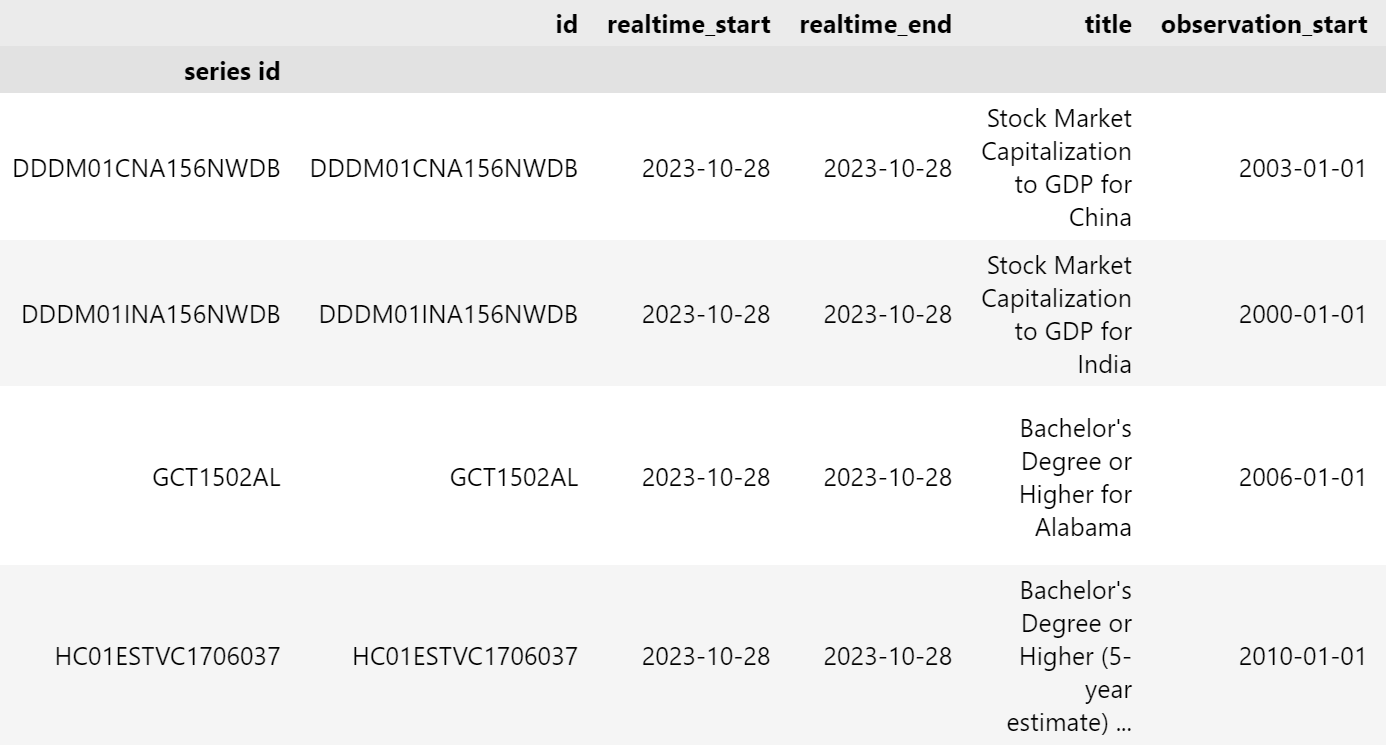 id realtime_start realtime_end title observation_start
series id
DDDM01CNA156NWDB DDDM01CNA156NWDB 2023-10-28 2023-10-28 Stock Market Capitalization to GDP for China 2003-01-01
DDDM01INA156NWDB DDDM01INA156NWDB 2023-10-28 2023-10-28 Stock Market Capitalization to GDP for India 2000-01-01
GCT1502AL GCT1502AL 2023-10-28 2023-10-28 Bachelor's Degree or Higher for Alabama 2006-01-01
HC01ESTVC1706037 HC01ESTVC1706037 2023-10-28 2023-10-28 Bachelor's Degree or Higher (5-year estimate) ... 2010-01-01